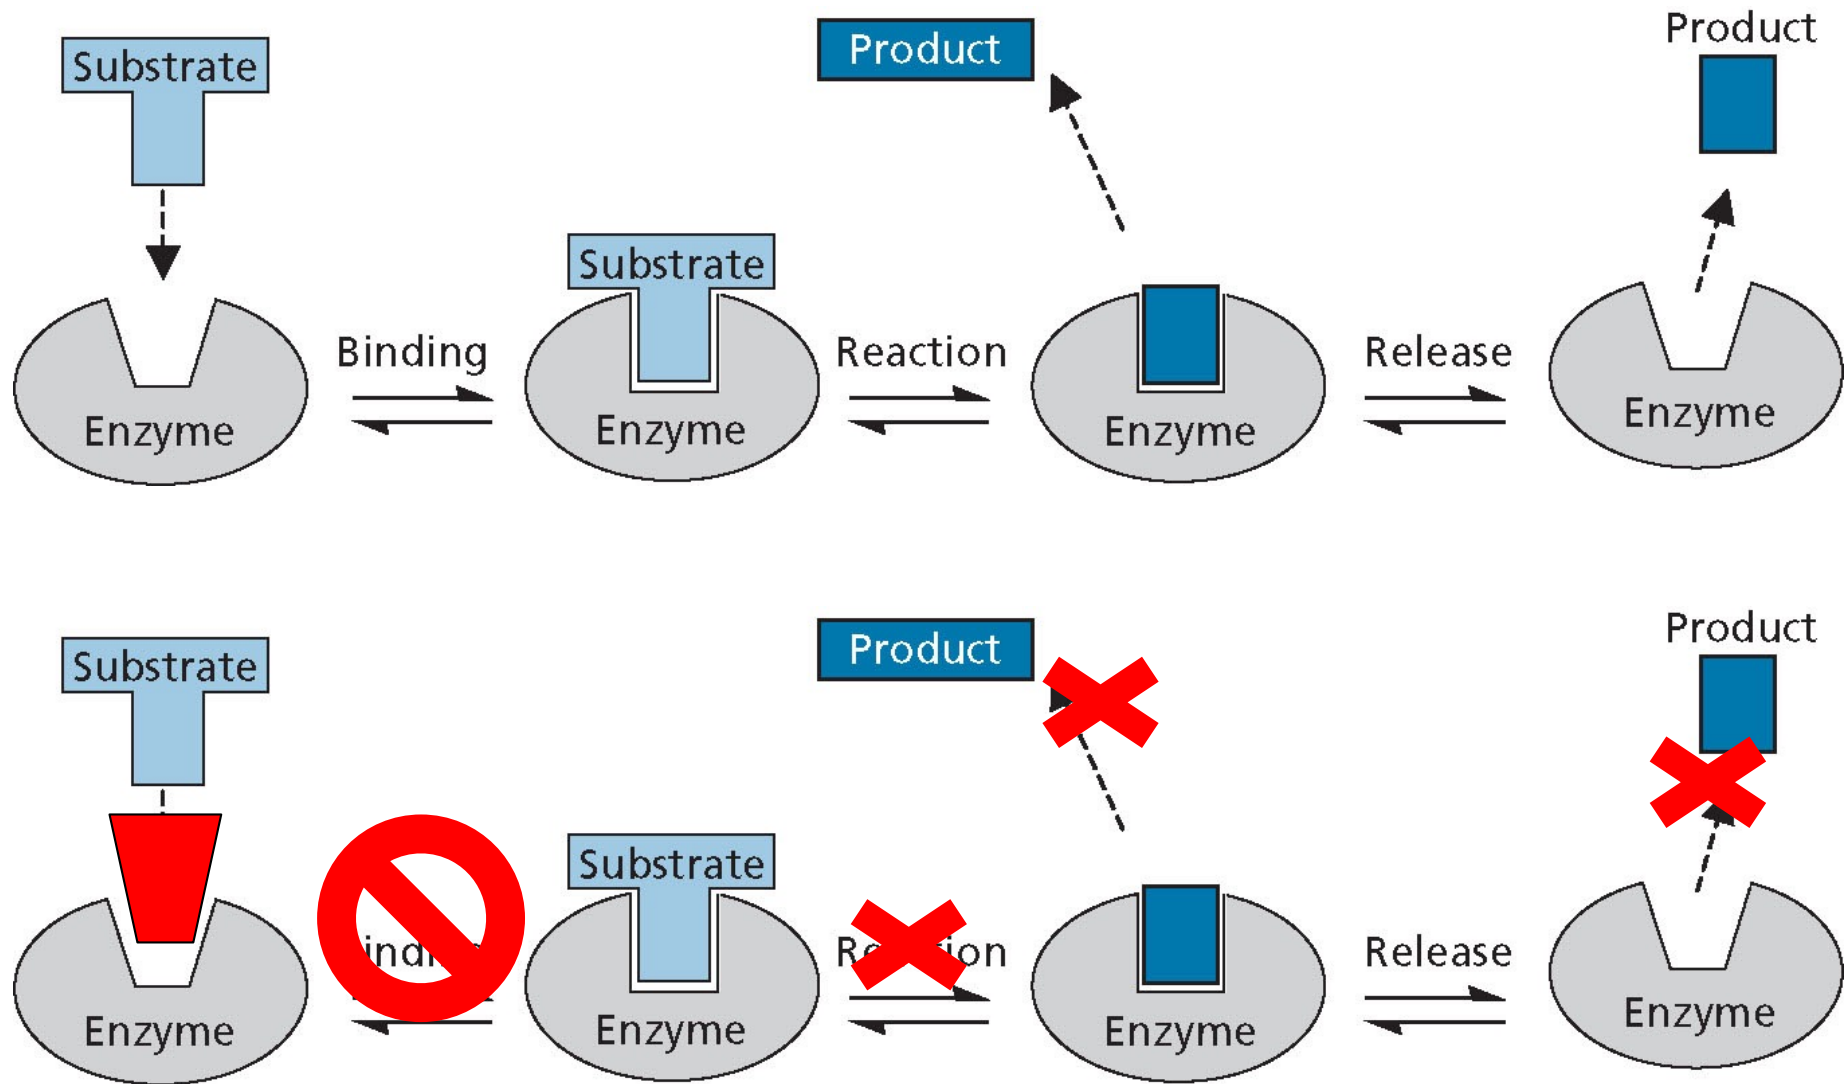 Substrate
Product
Product
Substrate
Binding
Reaction
Release
Enzyme
Enzyme
Enzyme
Enzyme
Substrate
Product
Product
Substrate
Release
Enzyme
Enzyme
Enzyme
Enzyme